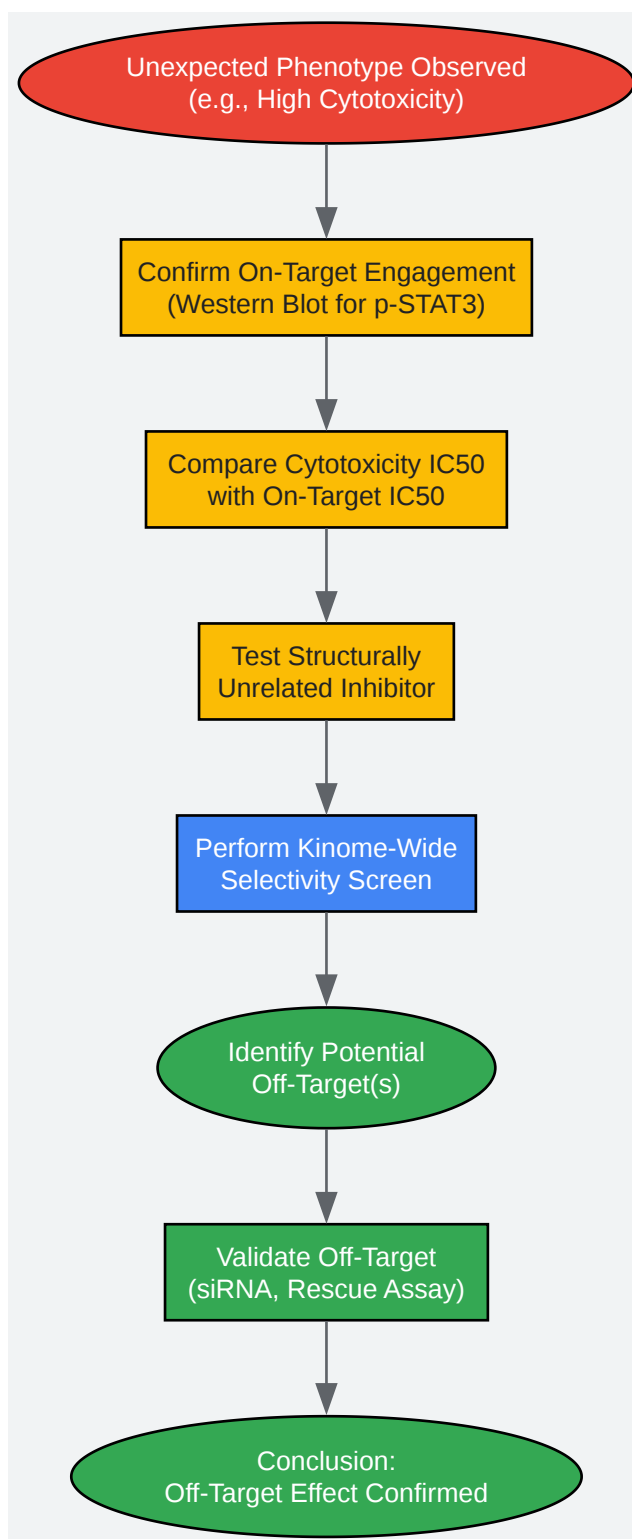 Unexpected Phenotype Observed
(e.g., High Cytotoxicity)
Confirm On-Target Engagement
(Western Blot for p-STAT3)
Compare Cytotoxicity IC50
with On-Target IC50
Test Structurally
Unrelated Inhibitor
Perform Kinome-Wide
Selectivity Screen
Identify Potential
Off-Target(s)
Validate Off-Target
(siRNA, Rescue Assay)
Conclusion:
Off-Target Effect Confirmed